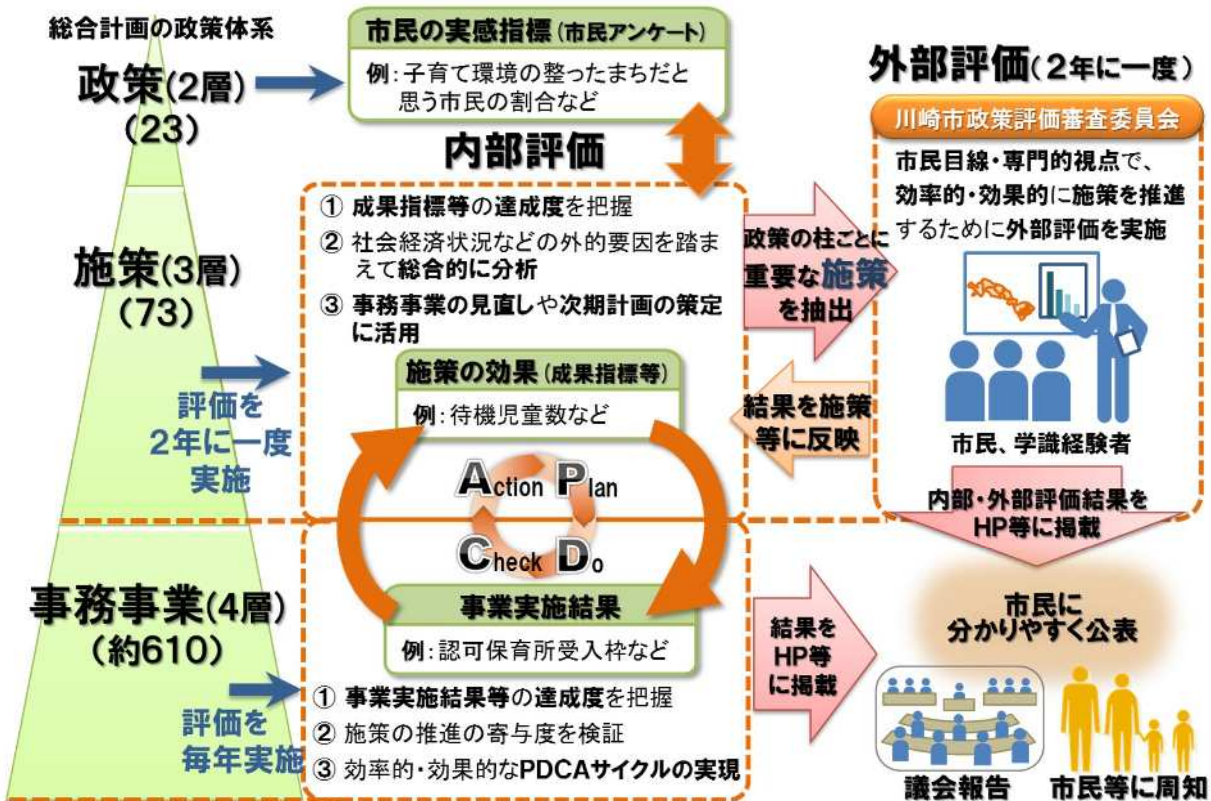 総合計画の政策体系
政策(2層)
(23)
市民の実感指標(市民アンケート)
例:子育て環境の整ったまちだと
思う市民の割合など
内部評価
施策(3層)
(73)
評価を
2年に一度
実施
① 成果指標等の達成度を把握
② 社会経済状況などの外的要因を踏ま
えて総合的に分析
③ 事務事業の見直しや次期計画の策定
に活用
施策の効果(成果指標等)
例:待機児童数など
Action Plan
Check Do
事業実施結果
例:認可保育所受入枠など
事務事業(4層)
(約610)
評価を
毎年実施
① 事業実施結果等の達成度を把握
② 施策の推進の寄与度を検証
③ 効率的・効果的なPDCAサイクルの実現
政策の柱ごとに
重要な施策
を抽出
結果を施策
等に反映
外部評価(2年に一度)
川崎市政策評価審査委員会
市民目線・専門的視点で、
効率的・効果的に施策を推進
するために外部評価を実施
市民、学識経験者
内部・外部評価結果を
HP等に掲載
結果を
HP等
に掲載
市民に
分かりやすく公表
議会報告
市民等に周知